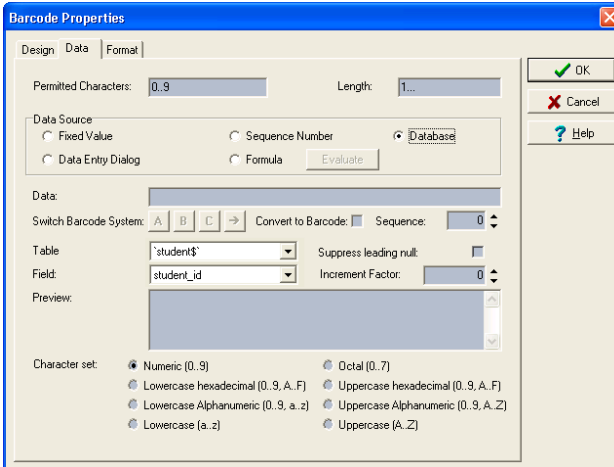 Barcode Properties
Design Data Format
Permitted Characters: 0..9 Length: 1...
OK
Cancel
Help
Data Source
Fixed Value Sequence Number Database
Data Entry Dialog Formula Evaluate
Data:
Switch Barcode System: A B C → Convert to Barcode: Sequence: 0
Table `student$` Suppress leading null:
Field: student_id Increment Factor: 0
Preview:
Character set: Numeric (0..9) Octal (0..7)
Lowercase hexadecimal (0..9, A..F) Uppercase hexadecimal (0..9, A..F)
Lowercase Alphanumeric (0..9, a..z) Uppercase Alphanumeric (0..9, A..Z)
Lowercase (a..z) Uppercase (A..Z)